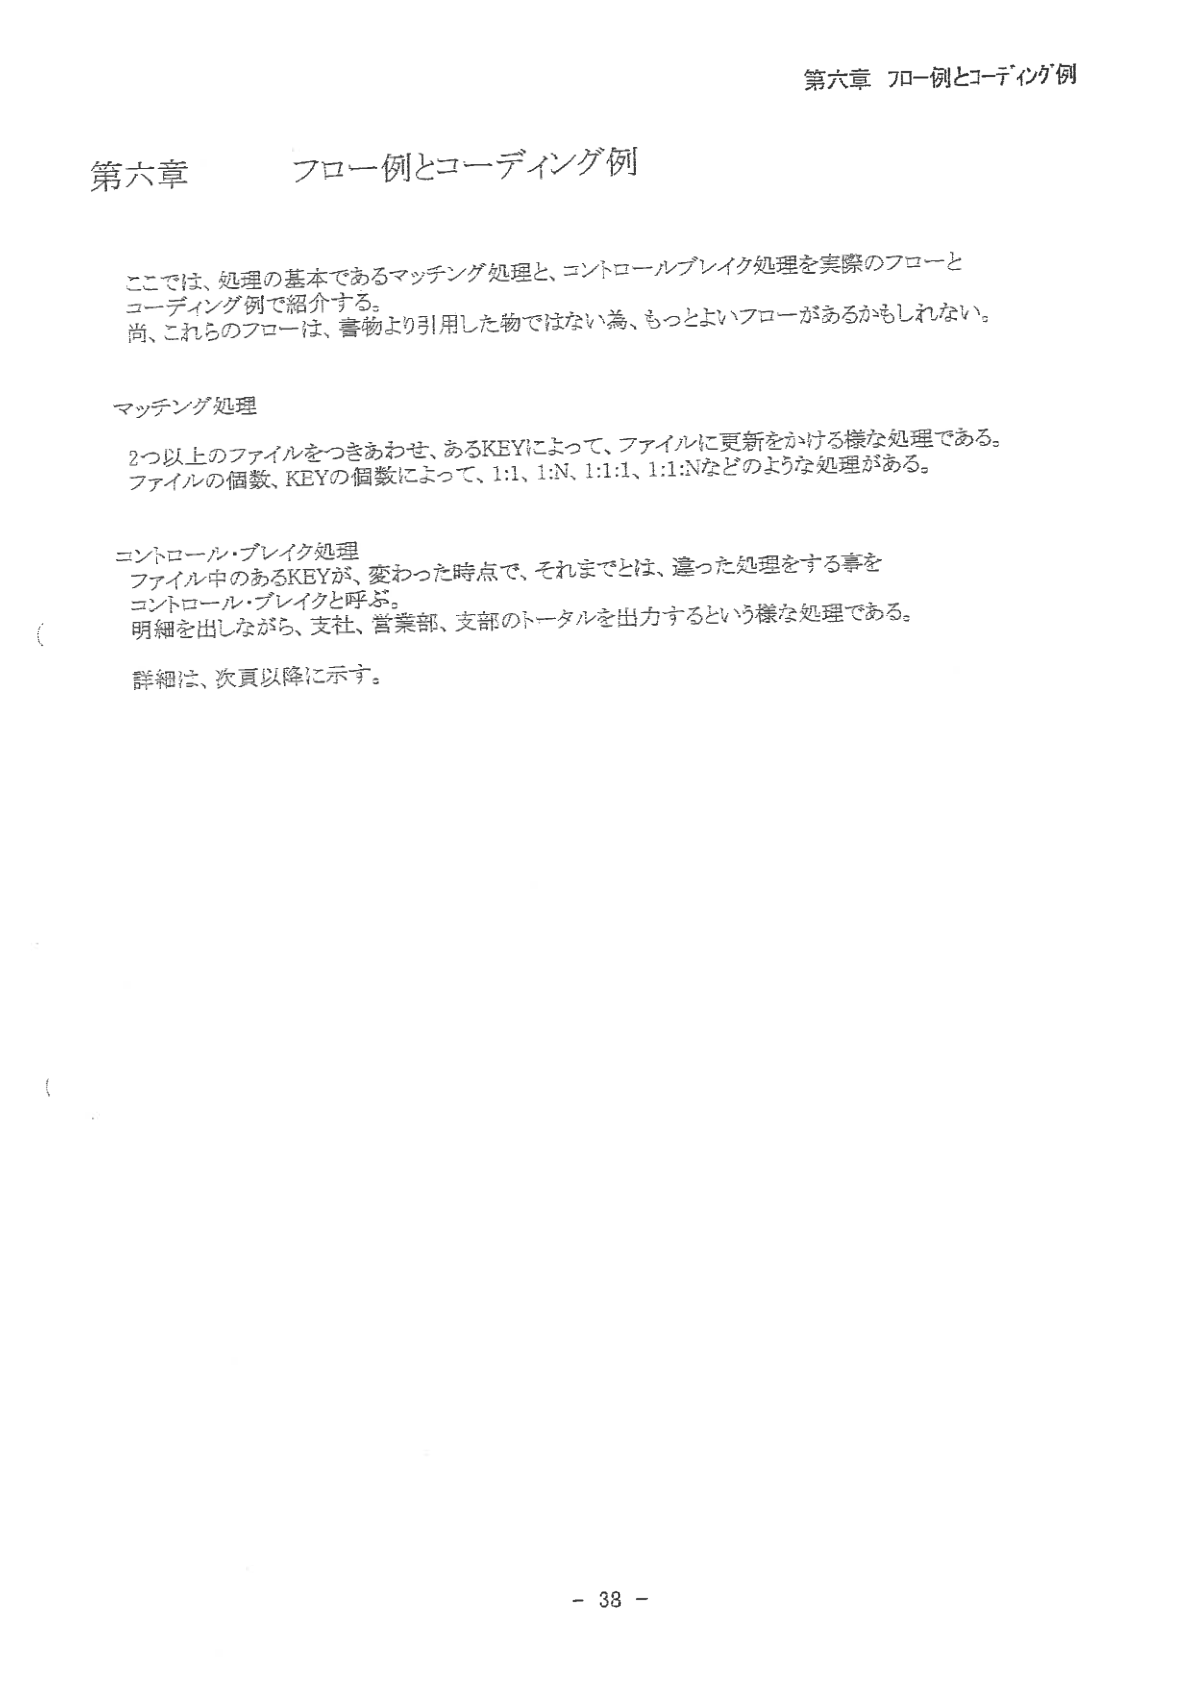 第六章 ﾌﾛｰ例とｺｰﾃﾞｨﾝｸﾞ例
第六章 フロー例とコーディング例
ここでは、処理の基本であるマッチング処理と、コントロールブレイク処理を実際のフローと
コーディング例で紹介する。
尚、これらのフローは、書物より引用した物ではない為、もっとよいフローがあるかもしれない。
マッチング処理
2つ以上のファイルをつきあわせ、あるKEYによって、ファイルに更新をかける様な処理である。
ファイルの個数、KEYの個数によって、1:1、1:N、1:1:1、1:1:Nなどのような処理がある。
コントロール・ブレイク処理
ファイル中のあるKEYが、変わった時点で、それまでとは、違った処理をする事を
コントロール・ブレイクと呼ぶ。
明細を出しながら、支社、営業部、支部のトータルを出力するという様な処理である。
詳細は、次頁以降に示す。
- 38 -